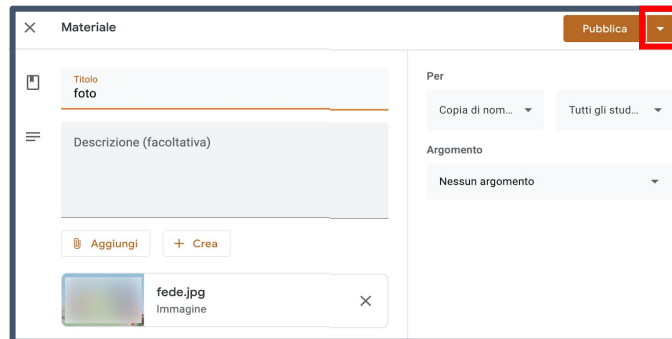 Materiale
Pubblica
Titolo
foto
Descrizione (facoltativa)
Aggiungi
+ Crea
fede.jpg
Immagine
Per
Copia di nom...
Tutti gli stud...
Argomento
Nessun argomento